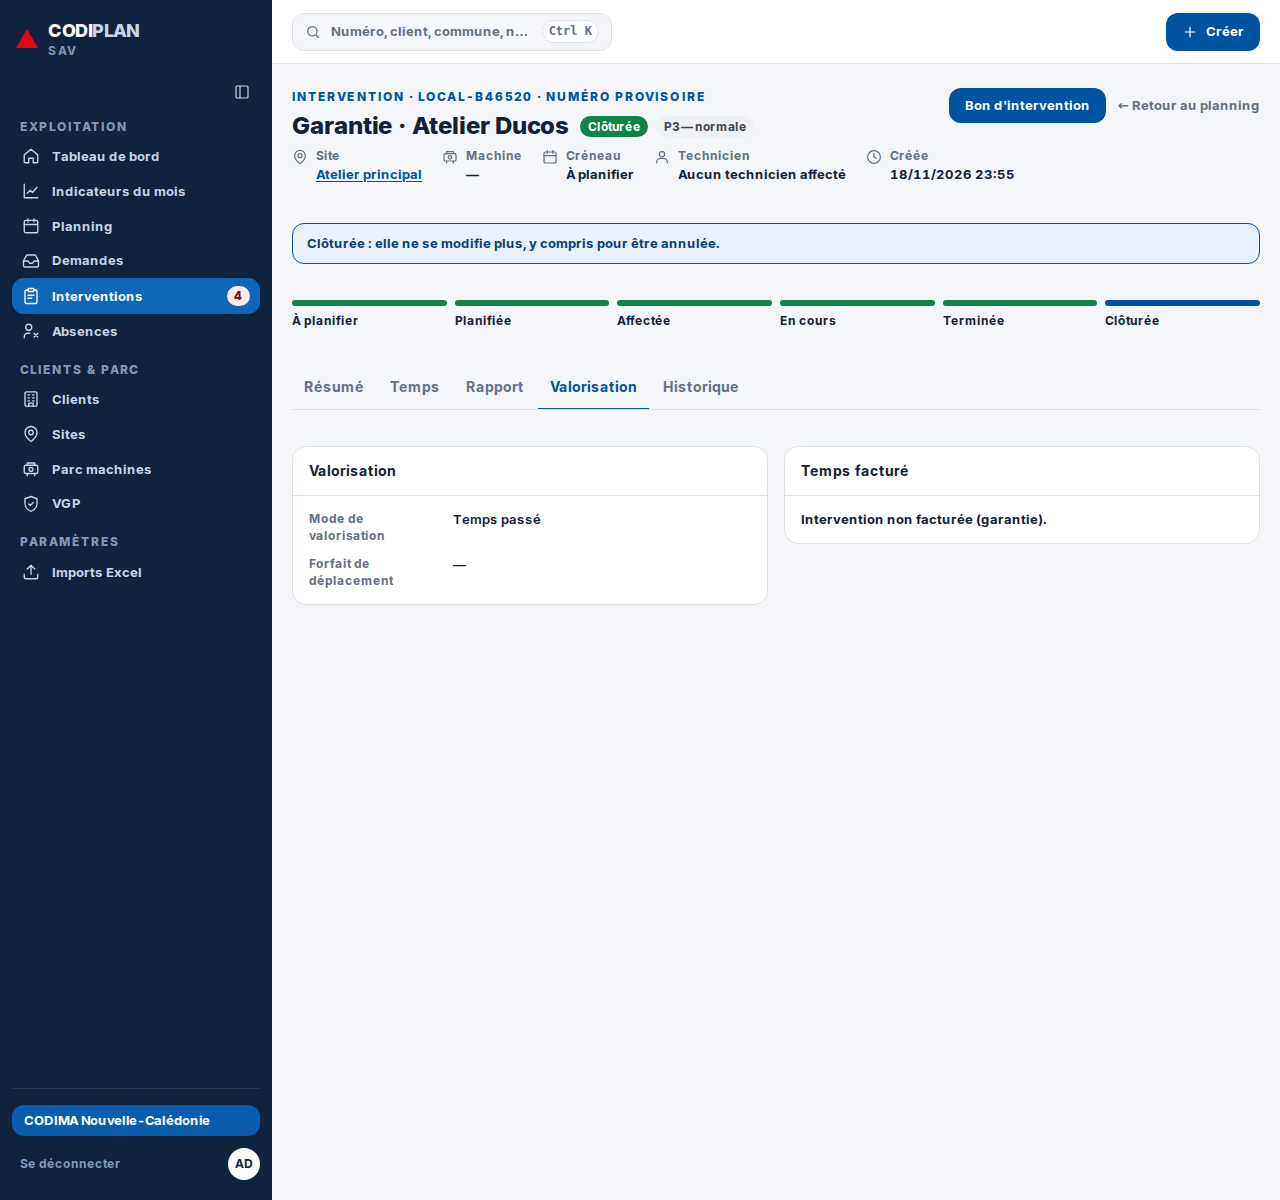 CODIPLAN
SAV
EXPLOITATION
Tableau de bord
Indicateurs du mois
Planning
Demandes
Interventions 4
Absences
CLIENTS & PARC
Clients
Sites
Parc machines
VGP
PARAMÈTRES
Imports Excel
CODIMA Nouvelle-Calédonie
Se déconnecter AD
Numéro, client, commune, n… Ctrl K
Créer
INTERVENTION · LOCAL-B46520 · NUMÉRO PROVISOIRE
Garantie · Atelier Ducos Clôturée P3 — normale
Bon d'intervention ← Retour au planning
Site Machine Créneau Technicien Créée
Atelier principal — À planifier Aucun technicien affecté 18/11/2026 23:55
Clôturée : elle ne se modifie plus, y compris pour être annulée.
À planifier Planifiée Affectée En cours Terminée Clôturée
Résumé Temps Rapport Valorisation Historique
Valorisation
Mode de valorisation Temps passé
Forfait de déplacement —
Temps facturé
Intervention non facturée (garantie).